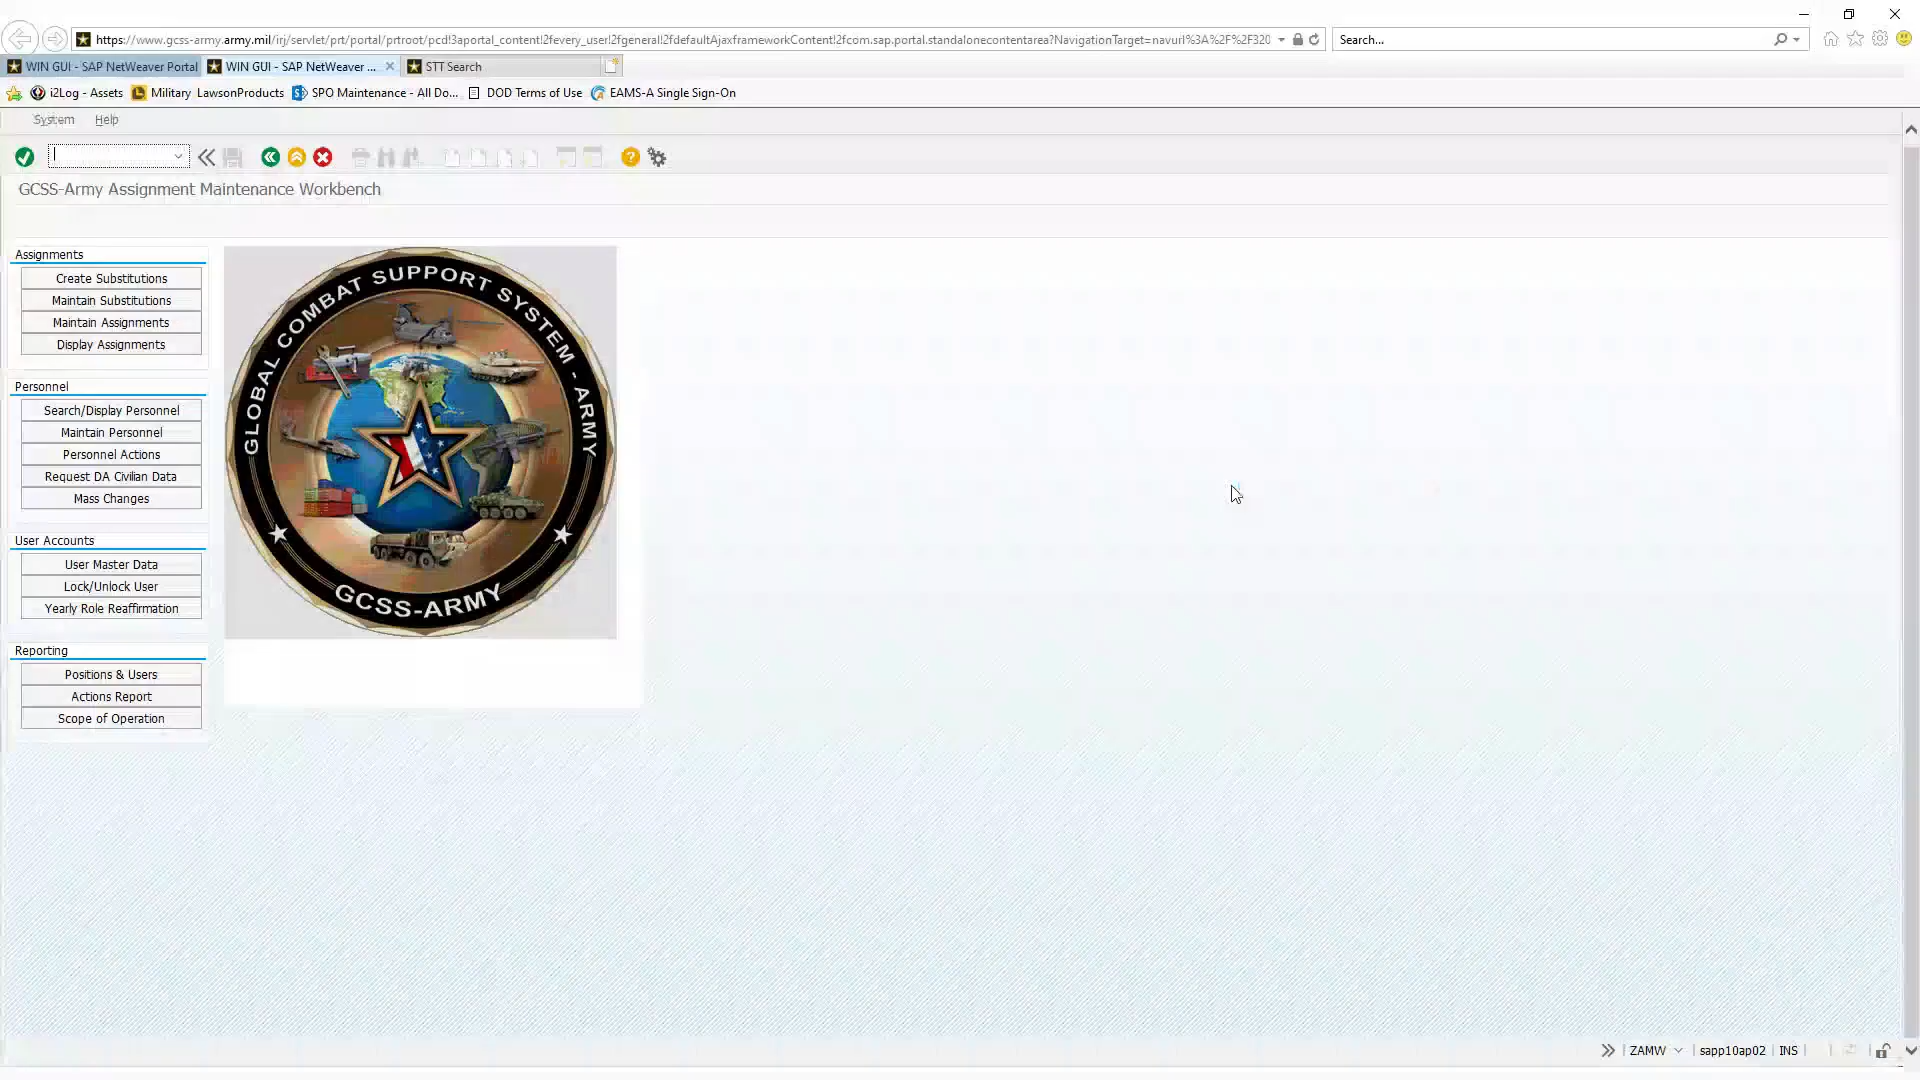 https://www.gcss-army.army.mil/irj/servlet/prt/portal/prtroot/pcd!3aportal_content!2fevery_user!2fgeneral!2fdefaultAjaxframeworkContent!2fcom.sap.portal.standalonecontentarea?NavigationTarget=navurl%3A%2F%2F320
Search...
WIN GUI - SAP NetWeaver Portal
WIN GUI - SAP NetWeaver ...
STT Search
i2Log - Assets
Military LawsonProducts
SPO Maintenance - All Do...
DOD Terms of Use
EAMS-A Single Sign-On
System
Help
GCSS-Army Assignment Maintenance Workbench
Assignments
Create Substitutions
Maintain Substitutions
Maintain Assignments
Display Assignments
Personnel
Search/Display Personnel
Maintain Personnel
Personnel Actions
Request DA Civilian Data
Mass Changes
User Accounts
User Master Data
Lock/Unlock User
Yearly Role Reaffirmation
Reporting
Positions & Users
Actions Report
Scope of Operation
GLOBAL COMBAT SUPPORT SYSTEM - ARMY
GCSS-ARMY
ZAMW
sapp10ap02
INS